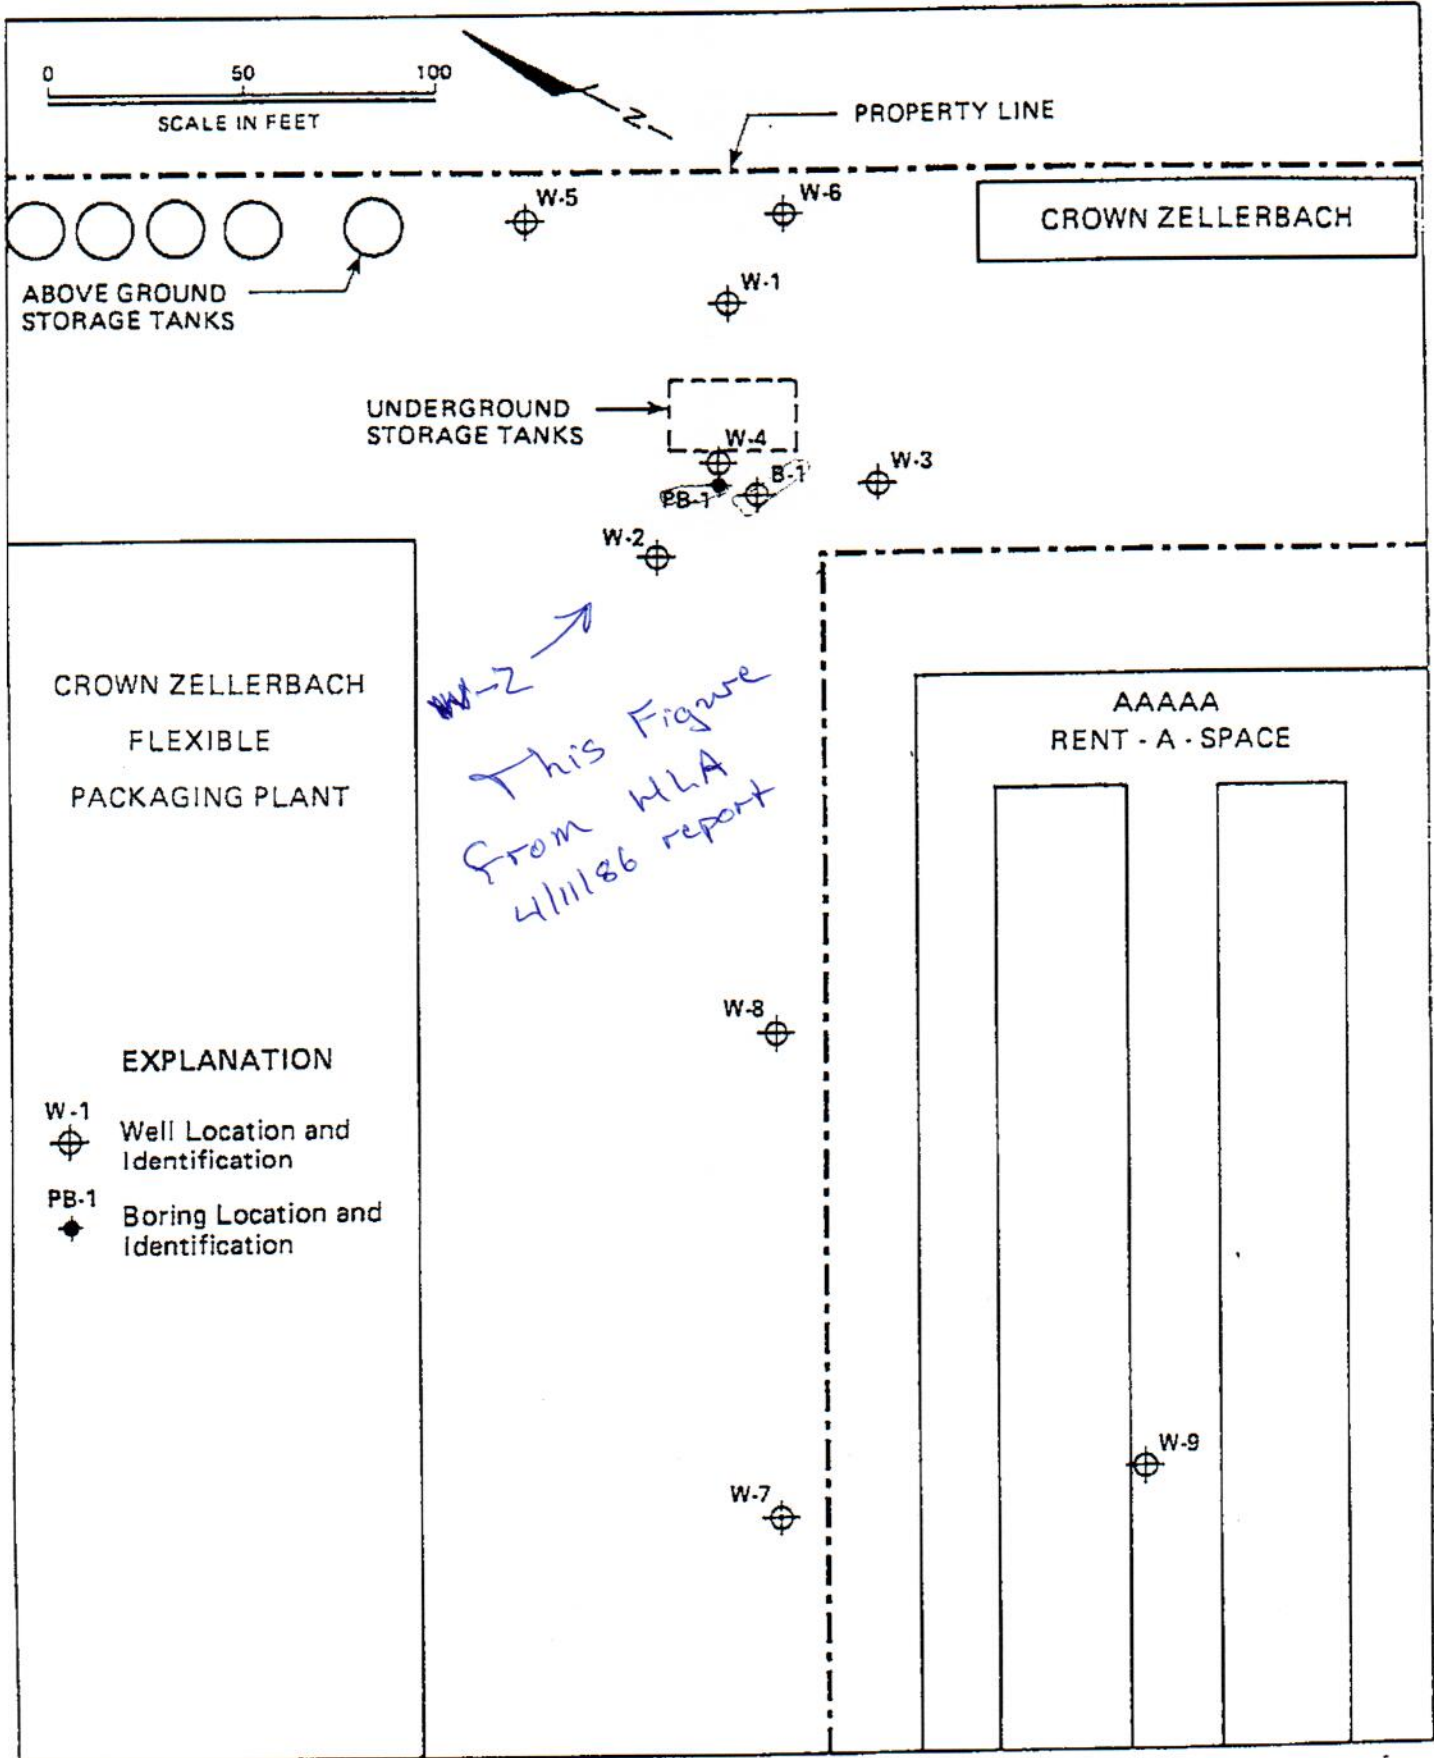 0 50 100
SCALE IN FEET
N
PROPERTY LINE
W-5
W-6
CROWN ZELLERBACH
ABOVE GROUND
STORAGE TANKS
W-1
UNDERGROUND
STORAGE TANKS
W-4
B-1
W-3
PB-1
W-2
W-2
This Figure
From HLA
4/11/86 report
CROWN ZELLERBACH
FLEXIBLE
PACKAGING PLANT
AAAAA
RENT - A - SPACE
W-8
EXPLANATION
W-1
Well Location and
Identification
PB-1
Boring Location and
Identification
W-9
W-7